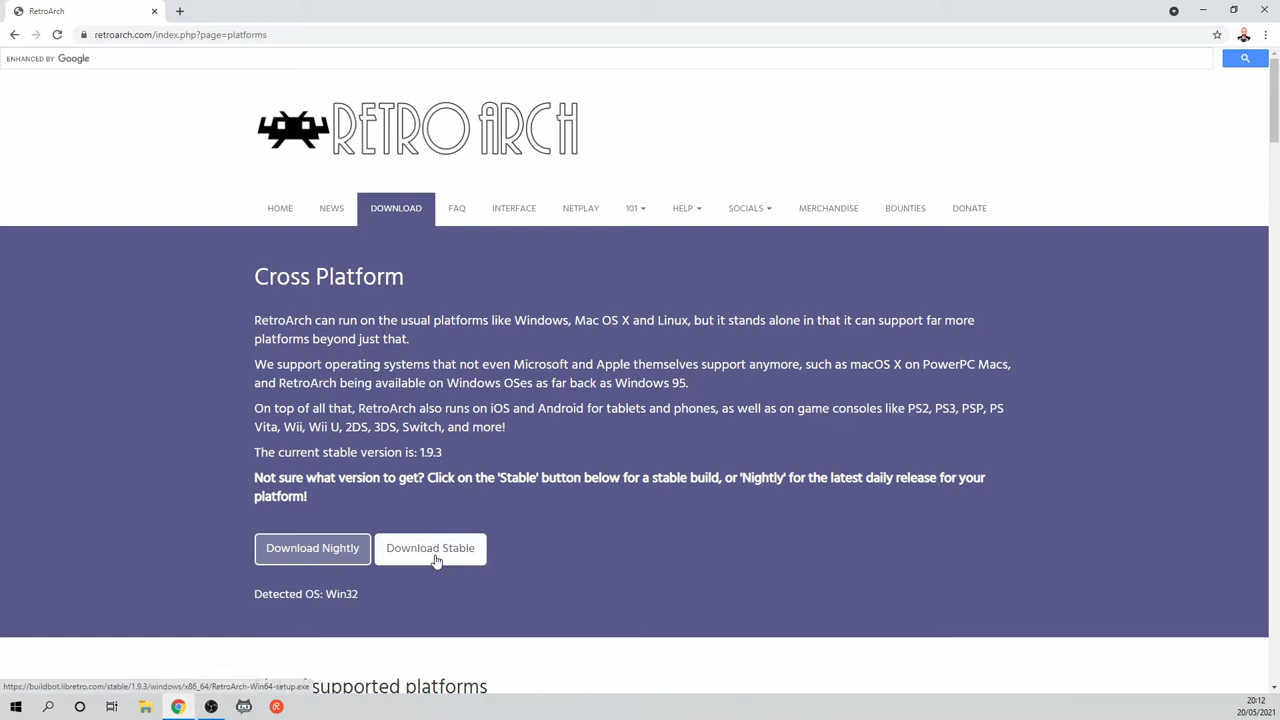 RetroArch
retroarch.com/index.php?page=platforms
ENHANCED BY Google
RETROARCH
HOME NEWS DOWNLOAD FAQ INTERFACE NETPLAY 101 HELP SOCIALS MERCHANDISE BOUNTIES DONATE
Cross Platform
RetroArch can run on the usual platforms like Windows, Mac OS X and Linux, but it stands alone in that it can support far more
platforms beyond just that.
We support operating systems that not even Microsoft and Apple themselves support anymore, such as macOS X on PowerPC Macs,
and RetroArch being available on Windows OSes as far back as Windows 95.
On top of all that, RetroArch also runs on iOS and Android for tablets and phones, as well as on game consoles like PS2, PS3, PSP, PS
Vita, Wii, Wii U, 2DS, 3DS, Switch, and more!
The current stable version is: 1.9.3
Not sure what version to get? Click on the 'Stable' button below for a stable build, or 'Nightly' for the latest daily release for your
platform!
Download Nightly Download Stable
Detected OS: Win32
supported platforms
https://buildbot.libretro.com/stable/1.9.3/windows/x86_64/RetroArch-Win64-setup.exe
20:12
20/05/2021